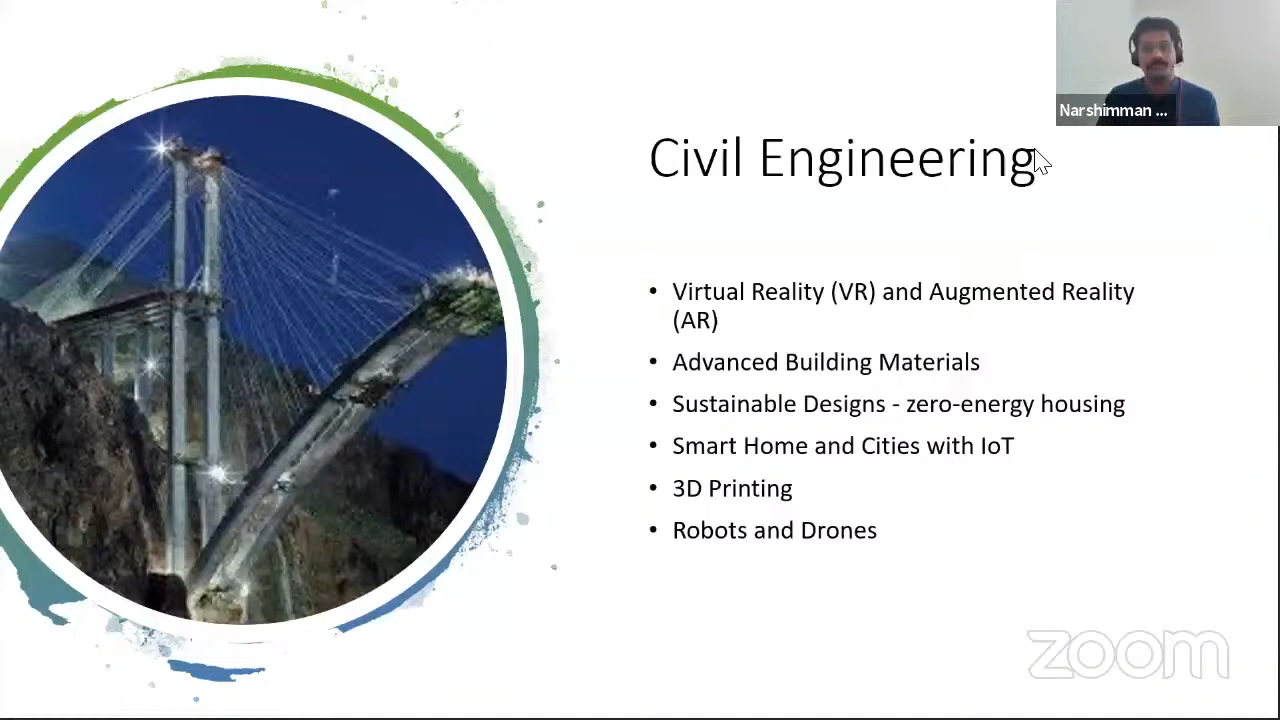 Narshimman ...
Civil Engineering
• Virtual Reality (VR) and Augmented Reality
(AR)
• Advanced Building Materials
• Sustainable Designs - zero-energy housing
• Smart Home and Cities with IoT
• 3D Printing
• Robots and Drones
zoom